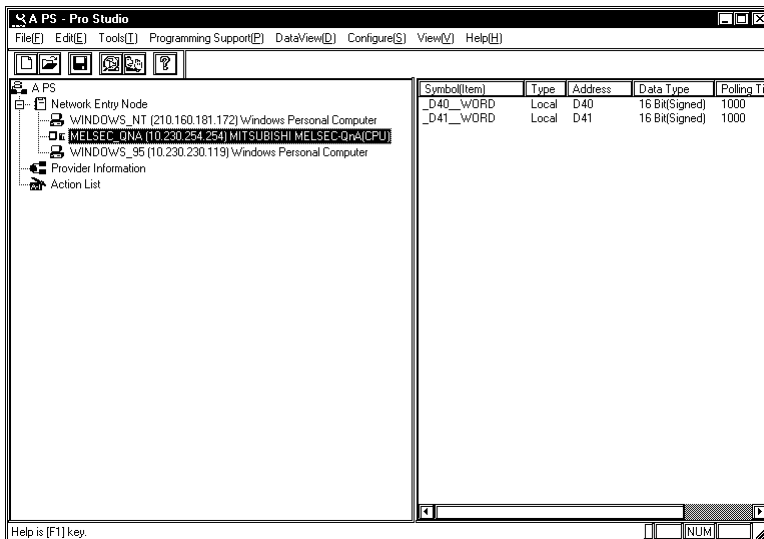 A PS - Pro Studio
File(F) Edit(E) Tools(T) Programming Support(P) DataView(D) Configure(S) View(V) Help(H)
A PS
Network Entry Node
WINDOWS_NT (210.160.181.172) Windows Personal Computer
MELSEC_QNA (10.230.254.254) MITSUBISHI MELSEC-QnA(CPU)
WINDOWS_95 (10.230.230.119) Windows Personal Computer
Provider Information
Action List
Symbol(Item) Type Address Data Type Polling Ti
_D40__WORD Local D40 16 Bit(Signed) 1000
_D41__WORD Local D41 16 Bit(Signed) 1000
Help is [F1] key.
NUM